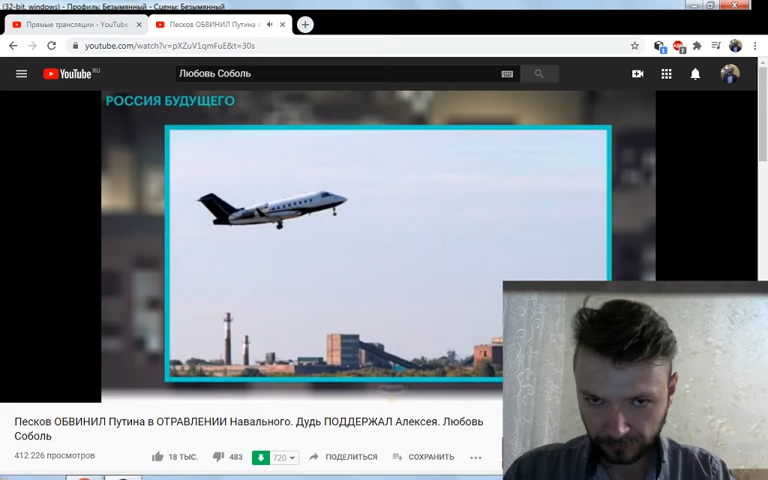 (32-bit, windows) - Профиль: Безымянный - Сцены: Безымянный
Прямые трансляции - YouTube
Песков ОБВИНИЛ Путина в
youtube.com/watch?v=pXZuV1qmFuE&t=30s
YouTube RU
Любовь Соболь
РОССИЯ БУДУЩЕГО
Песков ОБВИНИЛ Путина в ОТРАВЛЕНИИ Навального. Дудь ПОДДЕРЖАЛ Алексея. Любовь
Соболь
412 226 просмотров
18 ТЫС.
483
720
ПОДЕЛИТЬСЯ
СОХРАНИТЬ